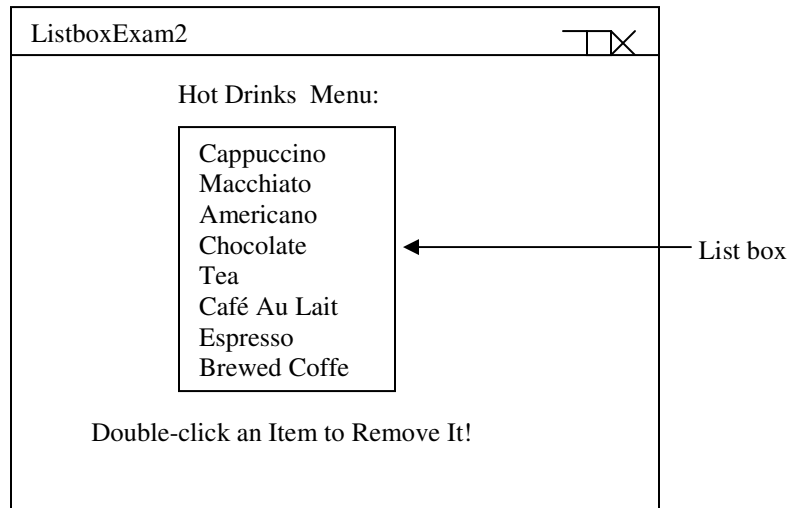 ListboxExam2
Hot Drinks Menu:
Cappuccino
Macchiato
Americano
Chocolate
List box
Tea
Café Au Lait
Espresso
Brewed Coffe
Double-click an Item to Remove It!